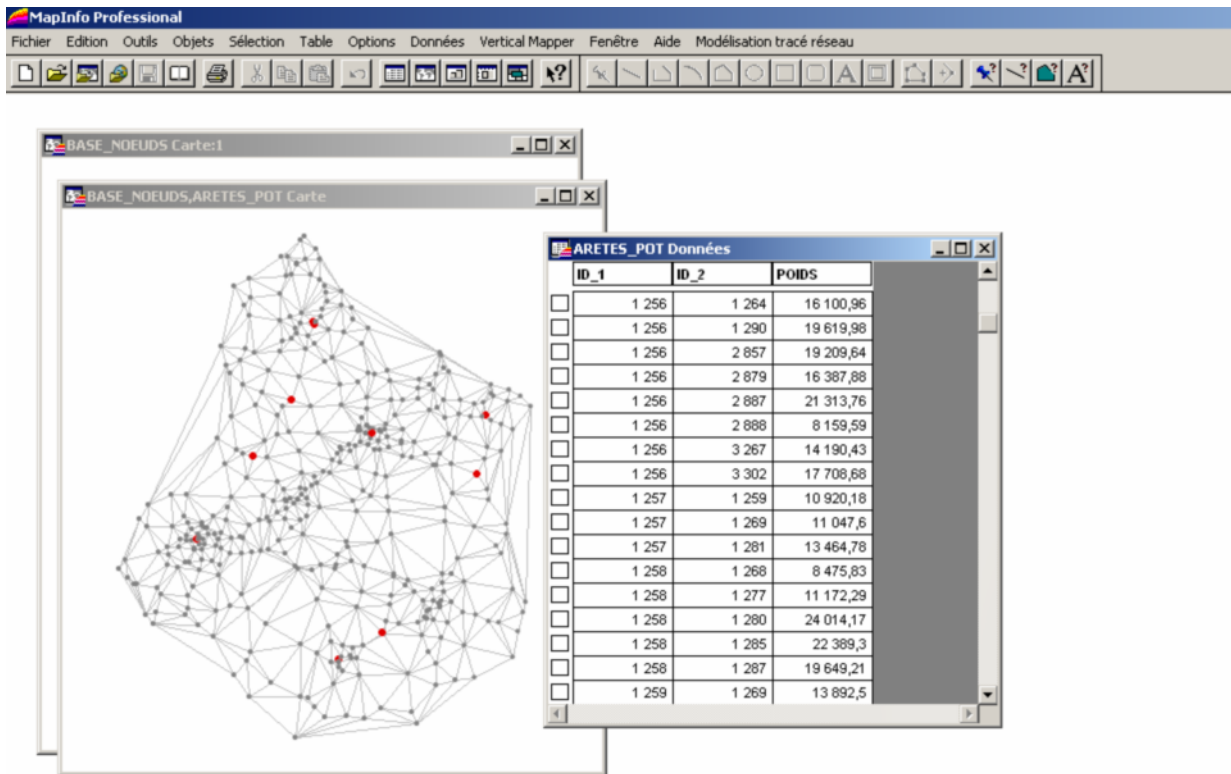 MapInfo Professional
Fichier Edition Outils Objets Sélection Table Options Données Vertical Mapper Fenêtre Aide Modélisation tracé réseau
BASE_NOEUDS Carte:1
BASE_NOEUDS,ARETES_POT Carte
ARETES_POT Données
ID_1 ID_2 POIDS
1 256 1 264 16 100,96
1 256 1 290 19 619,98
1 256 2 857 19 209,64
1 256 2 879 16 387,88
1 256 2 887 21 313,76
1 256 2 888 8 159,59
1 256 3 267 14 190,43
1 256 3 302 17 708,68
1 257 1 259 10 920,18
1 257 1 269 11 047,6
1 257 1 281 13 464,78
1 258 1 268 8 475,83
1 258 1 277 11 172,29
1 258 1 280 24 014,17
1 258 1 285 22 389,3
1 258 1 287 19 649,21
1 259 1 269 13 892,5